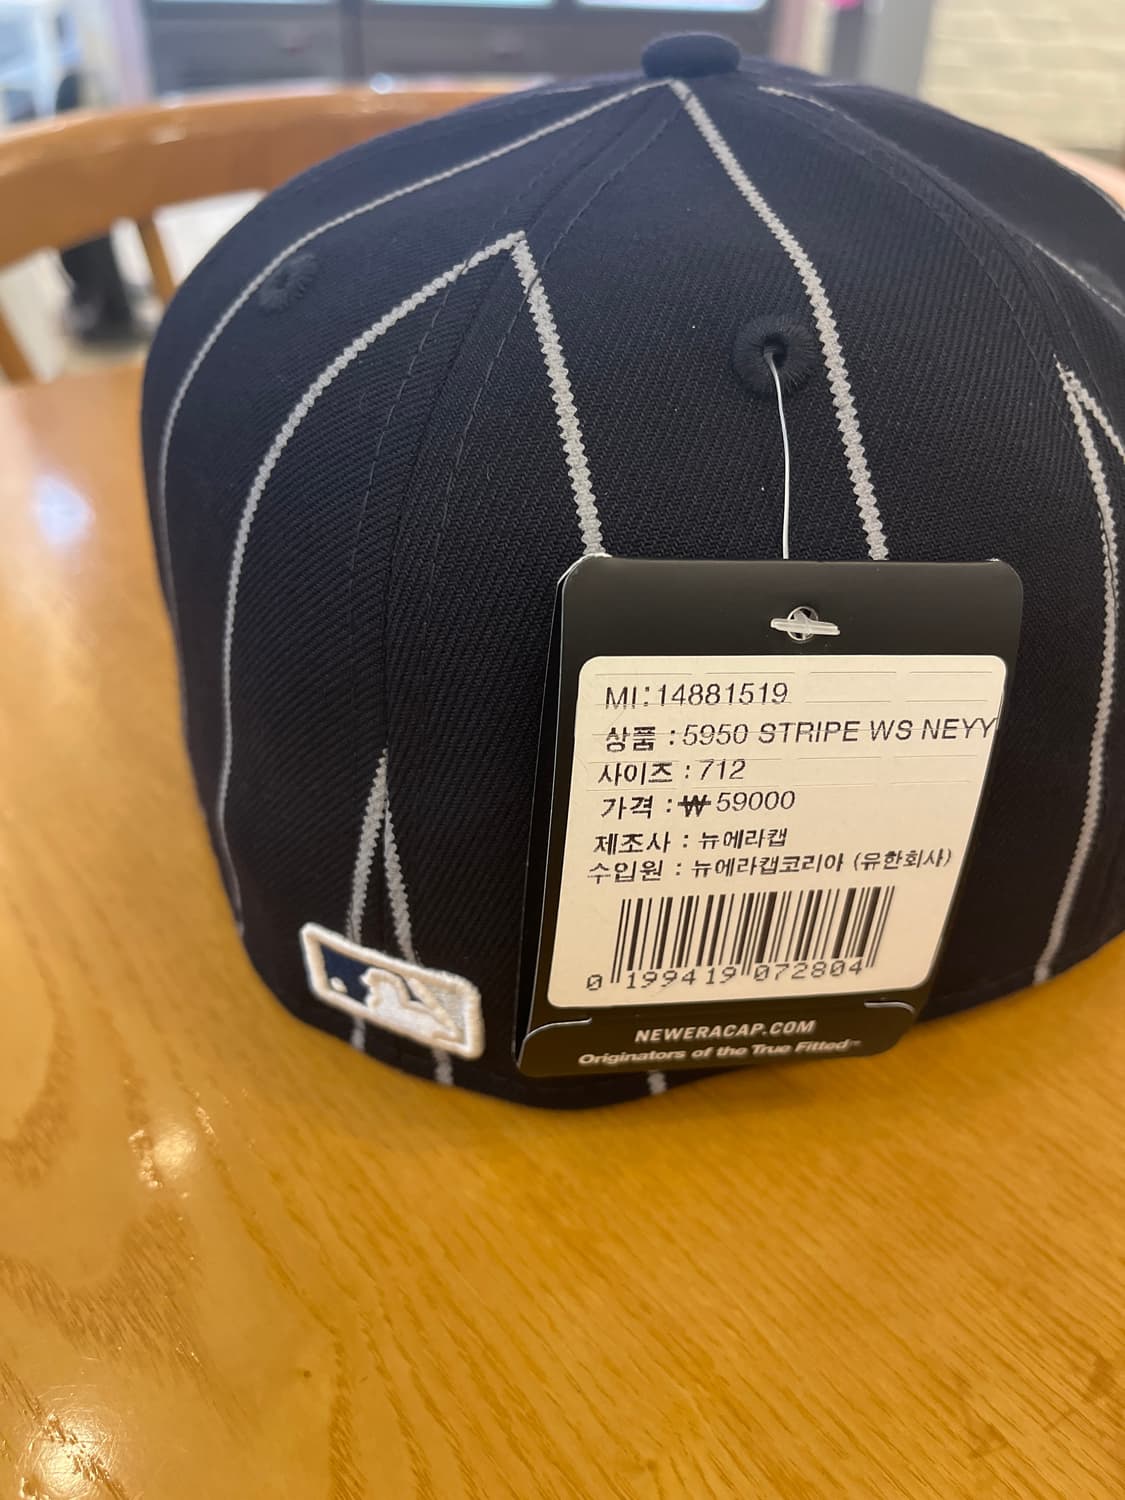 MI:14881519
상품 :5950 STRIPE WS NEYY
사이즈 : 712
가격 : ₩ 59000
제조사 : 뉴에라캡
수입원 : 뉴에라캡코리아 (유한회사)
0 199419 072804
NEWERACAP.COM
Originators of the True Fitted™